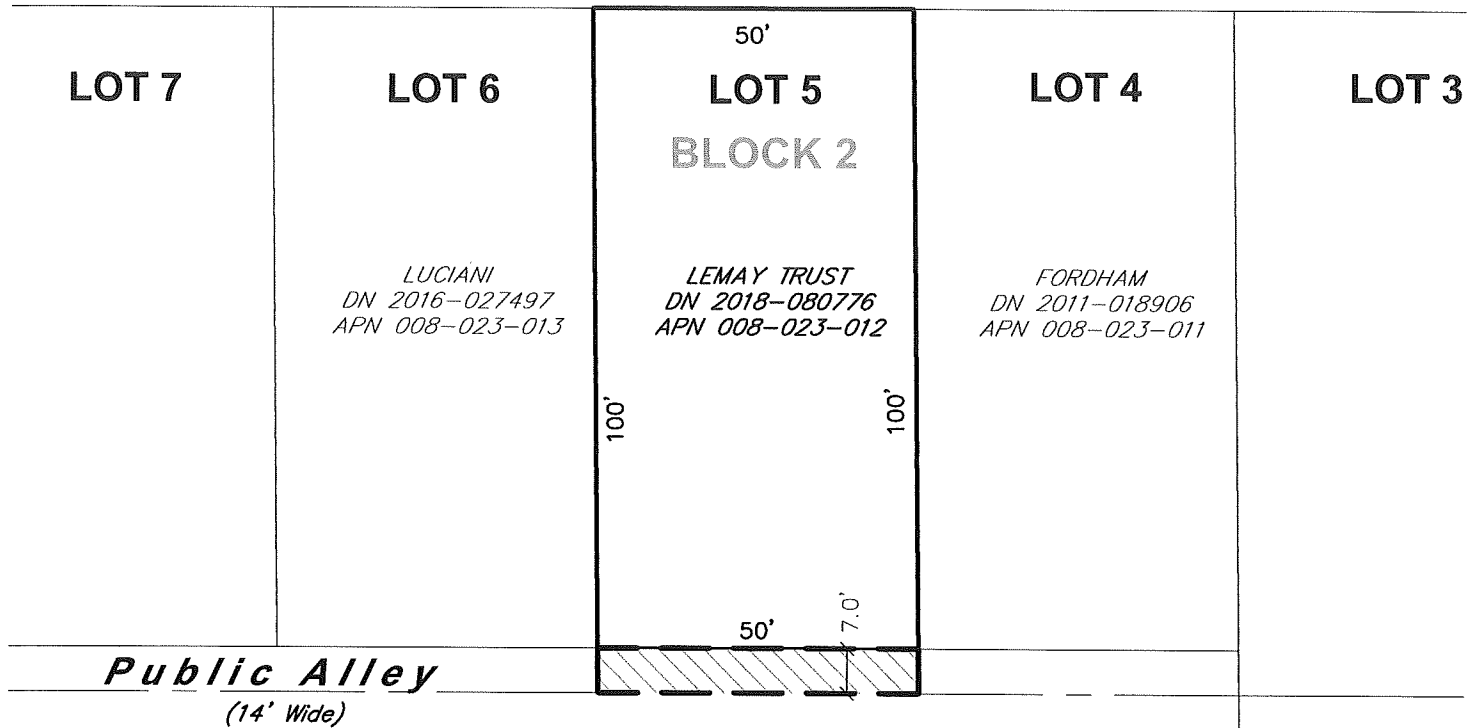 50'
LOT 7
LOT 6
LOT 5
LOT 4
LOT 3
BLOCK 2
LUCIANI
DN 2016-027497
APN 008-023-013
LEMAY TRUST
DN 2018-080776
APN 008-023-012
FORDHAM
DN 2011-018906
APN 008-023-011
100'
100'
50'
7.0'
Public Alley
(14' Wide)